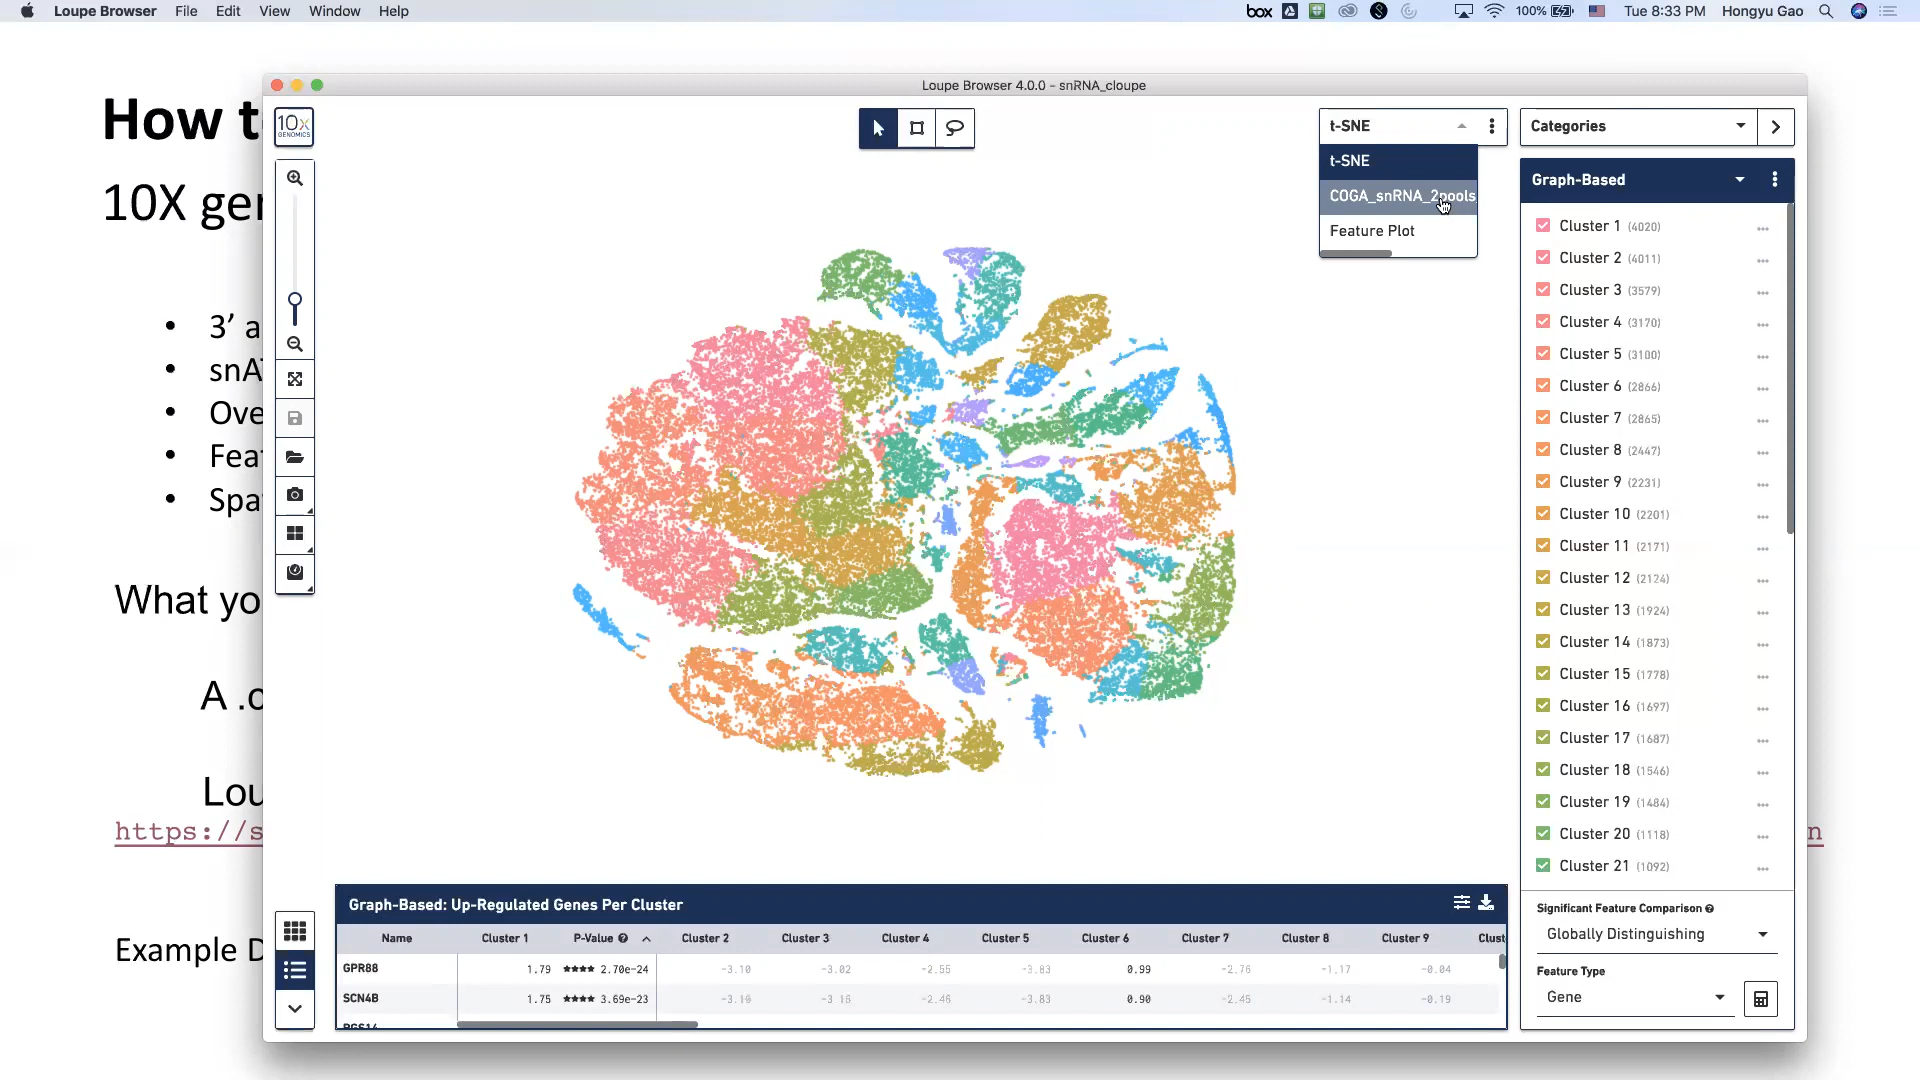 Loupe Browser File Edit View Window Help
box 100% Tue 8:33 PM Hongyu Gao
Loupe Browser 4.0.0 - snRNA_cloupe
How t
10X ge
3’ a
snA
Ove
Fea
Spa
What yo
A .c
Lou
https://s
n
Example D
10X
GENOMICS
t-SNE
t-SNE
COGA_snRNA_2pools
Feature Plot
Categories
Graph-Based
Cluster 1 (4020)
Cluster 2 (4011)
Cluster 3 (3579)
Cluster 4 (3170)
Cluster 5 (3100)
Cluster 6 (2866)
Cluster 7 (2865)
Cluster 8 (2447)
Cluster 9 (2231)
Cluster 10 (2201)
Cluster 11 (2171)
Cluster 12 (2124)
Cluster 13 (1924)
Cluster 14 (1873)
Cluster 15 (1778)
Cluster 16 (1697)
Cluster 17 (1687)
Cluster 18 (1546)
Cluster 19 (1484)
Cluster 20 (1118)
Cluster 21 (1092)
Significant Feature Comparison
Globally Distinguishing
Feature Type
Gene
Graph-Based: Up-Regulated Genes Per Cluster
Name Cluster 1 P-Value Cluster 2 Cluster 3 Cluster 4 Cluster 5 Cluster 6 Cluster 7 Cluster 8 Cluster 9 Clust
GPR88 1.79 ★★★★ 2.70e-24 -3.10 -3.02 -2.55 -3.83 0.99 -2.76 -1.17 -0.04
SCN4B 1.75 ★★★★ 3.69e-23 -3.16 -3.16 -2.46 -3.83 0.90 -2.45 -1.14 -0.19